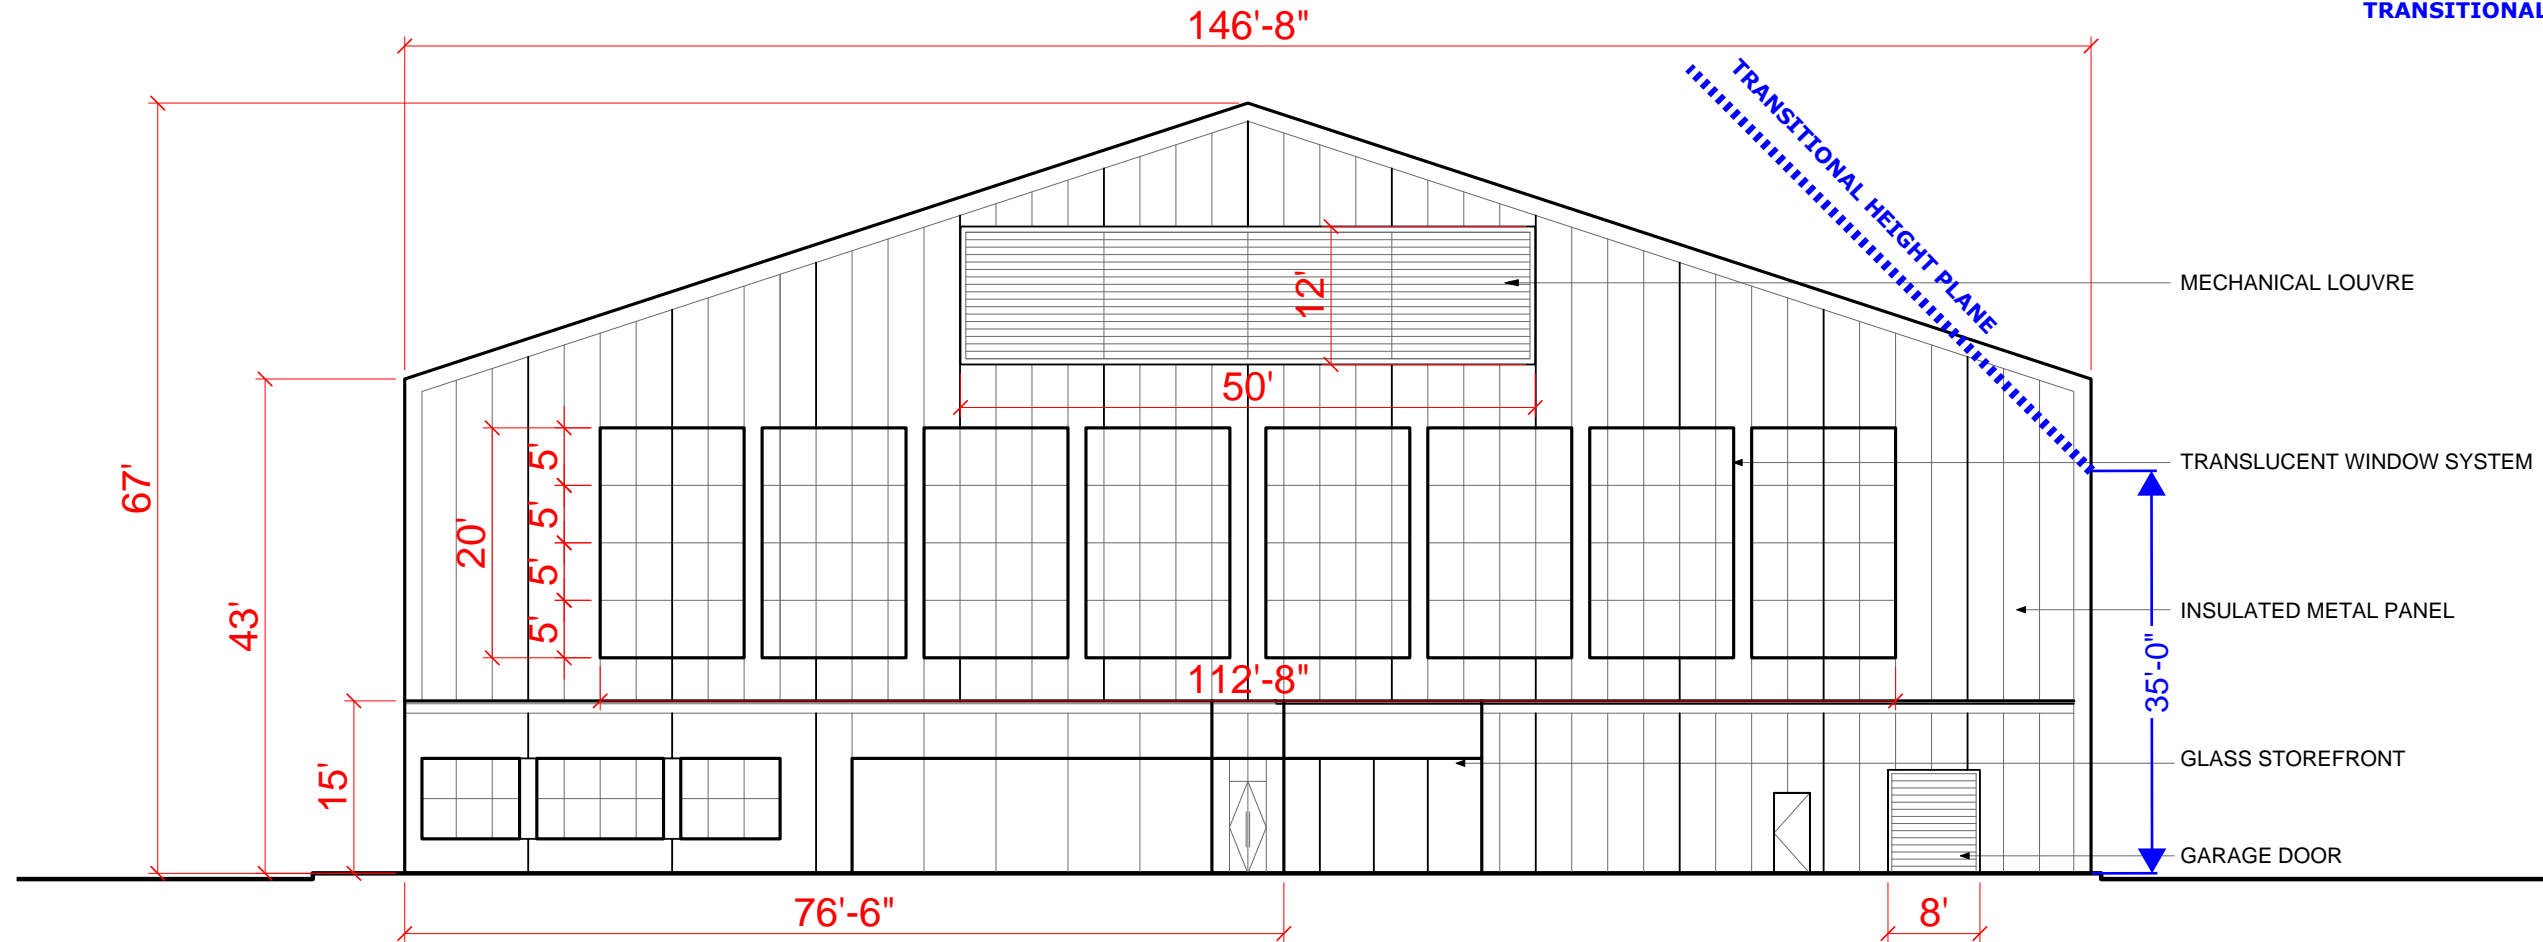 TRANSITIONAL
146'-8"
TRANSITIONAL HEIGHT PLANE
MECHANICAL LOUVRE
12'
50'
TRANSLUCENT WINDOW SYSTEM
67'
20'
5'
5'
5'
5'
43'
INSULATED METAL PANEL
112'-8"
35'-0"
15'
GLASS STOREFRONT
GARAGE DOOR
76'-6"
8'